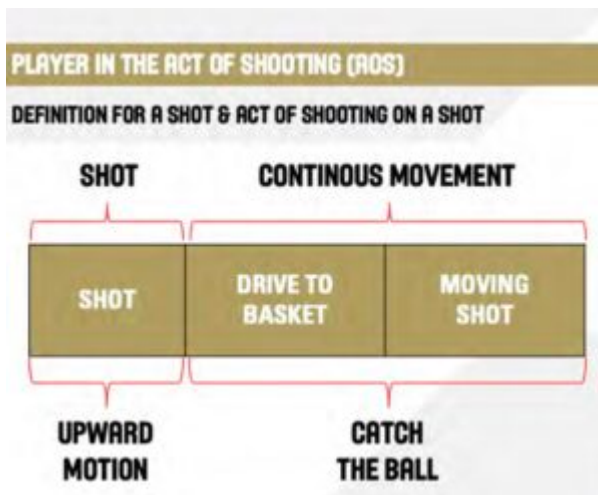 PLAYER IN THE ACT OF SHOOTING (AOS)
DEFINITION FOR A SHOT & ACT OF SHOOTING ON A SHOT
SHOT
CONTINOUS MOVEMENT
SHOT
DRIVE TO
BASKET
MOVING
SHOT
UPWARD
MOTION
CATCH
THE BALL